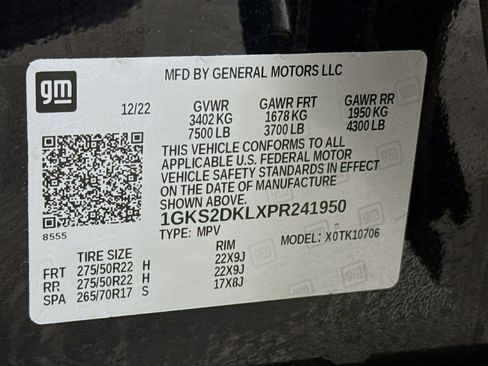 gm
MFD BY GENERAL MOTORS LLC
12/22 GVWR GAWR FRT GAWR RR
3402 KG 1678 KG 1950 KG
7500 LB 3700 LB 4300 LB
THIS VEHICLE CONFORMS TO ALL
APPLICABLE U.S. FEDERAL MOTOR
VEHICLE SAFETY STANDARDS IN EFFECT
ON THE DATE OF MANUFACTURE SHOWN ABOVE.
1GKS2DKLXPR241950
8555 TYPE: MPV MODEL: X0TK10706
TIRE SIZE RIM
FRT 275/50R22 H 22X9J
RR 275/50R22 H 22X9J
SPA 265/70R17 S 17X8J